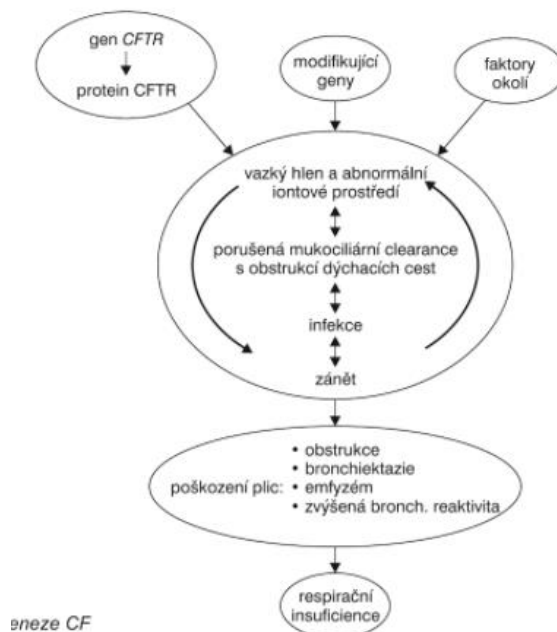 gen CFTR
protein CFTR
modifikující
geny
faktory
okolí
vazký hlen a abnormální
iontové prostředí
porušená mukociliární clearance
s obstrukcí dýchacích cest
infekce
zánět
poškození plic:
• obstrukce
• bronchiektazie
• emfyzém
• zvýšená bronch. reaktivita
respirační
insuficience
eneze CF